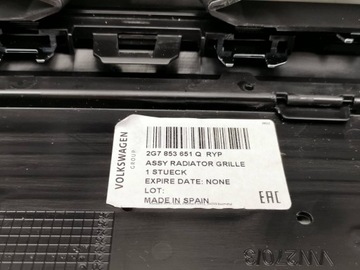 VOLKSWAGEN
GROUP
2G7 853 651 Q RYP
ASSY RADIATOR GRILLE
1 STUECK
EXPIRE DATE: NONE
LOT:
MADE IN SPAIN
EAC